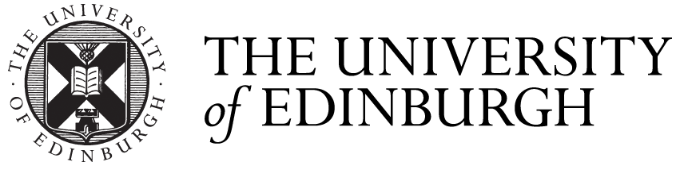 · THE UNIVERSITY ·
OF EDINBURGH
THE UNIVERSITY
of EDINBURGH